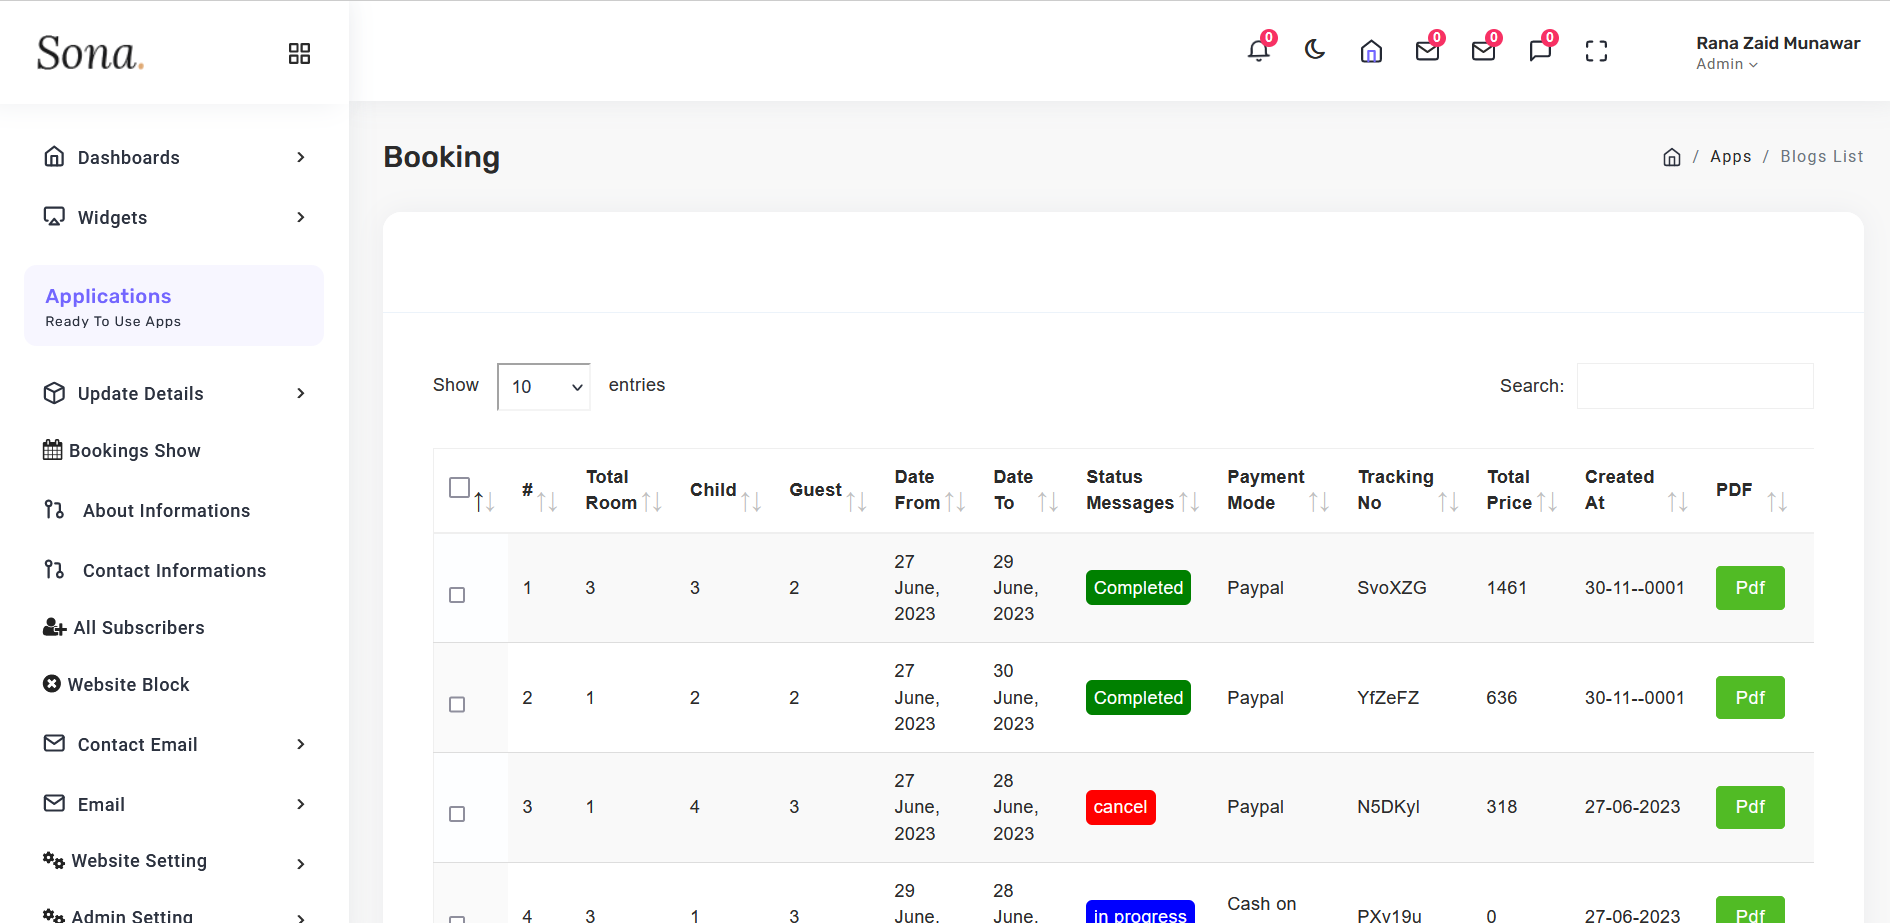 Sona.
0
0
0
0
Rana Zaid Munawar
Admin
Dashboards
Widgets
Applications
Ready To Use Apps
Update Details
Bookings Show
About Informations
Contact Informations
All Subscribers
Website Block
Contact Email
Email
Website Setting
Admin Setting
Booking
/ Apps / Blogs List
Show 10 entries
Search:
# Total Room Child Guest Date From Date To Status Messages Payment Mode Tracking No Total Price Created At PDF
1 3 3 2 27 June, 2023 29 June, 2023 Completed Paypal SvoXZG 1461 30-11--0001 Pdf
2 1 2 2 27 June, 2023 30 June, 2023 Completed Paypal YfZeFZ 636 30-11--0001 Pdf
3 1 4 3 27 June, 2023 28 June, 2023 cancel Paypal N5DKyl 318 27-06-2023 Pdf
4 3 1 3 29 June, 28 June, in progress Cash on PXv19u 0 27-06-2023 Pdf